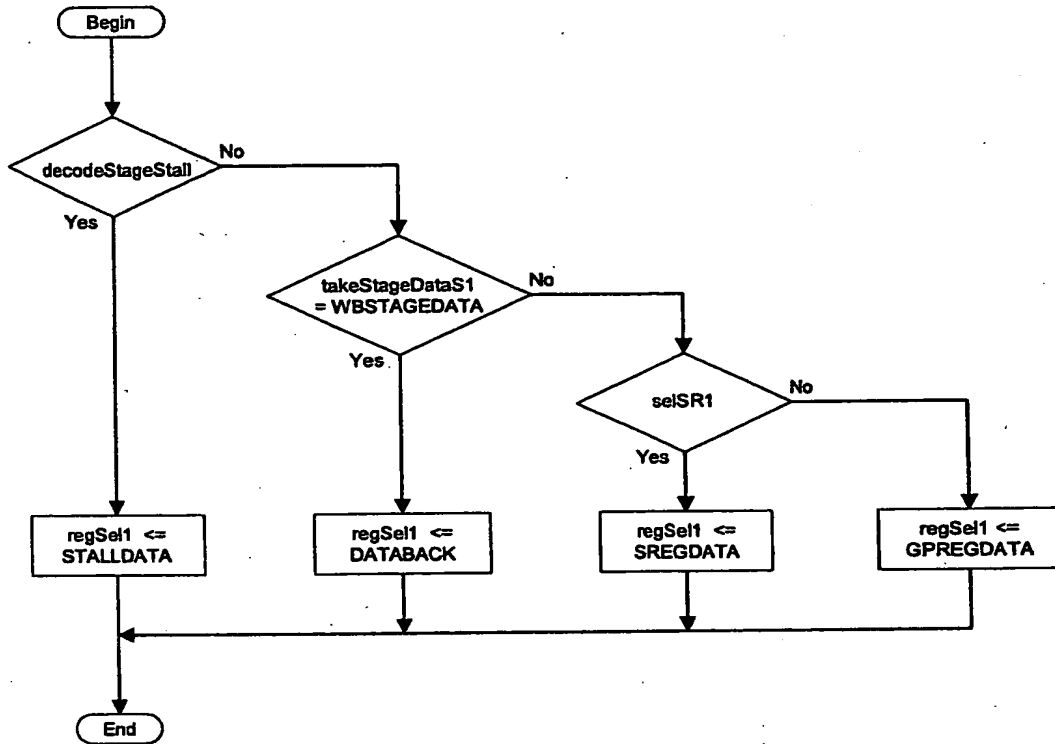 Begin
decodeStageStall
No
Yes
takeStageDataS1
= WBSTAGEDATA
No
Yes
selSR1
No
Yes
regSel1 <=
STALLDATA
regSel1 <=
DATABACK
regSel1 <=
SREGDATA
regSel1 <=
GPREGDATA
End